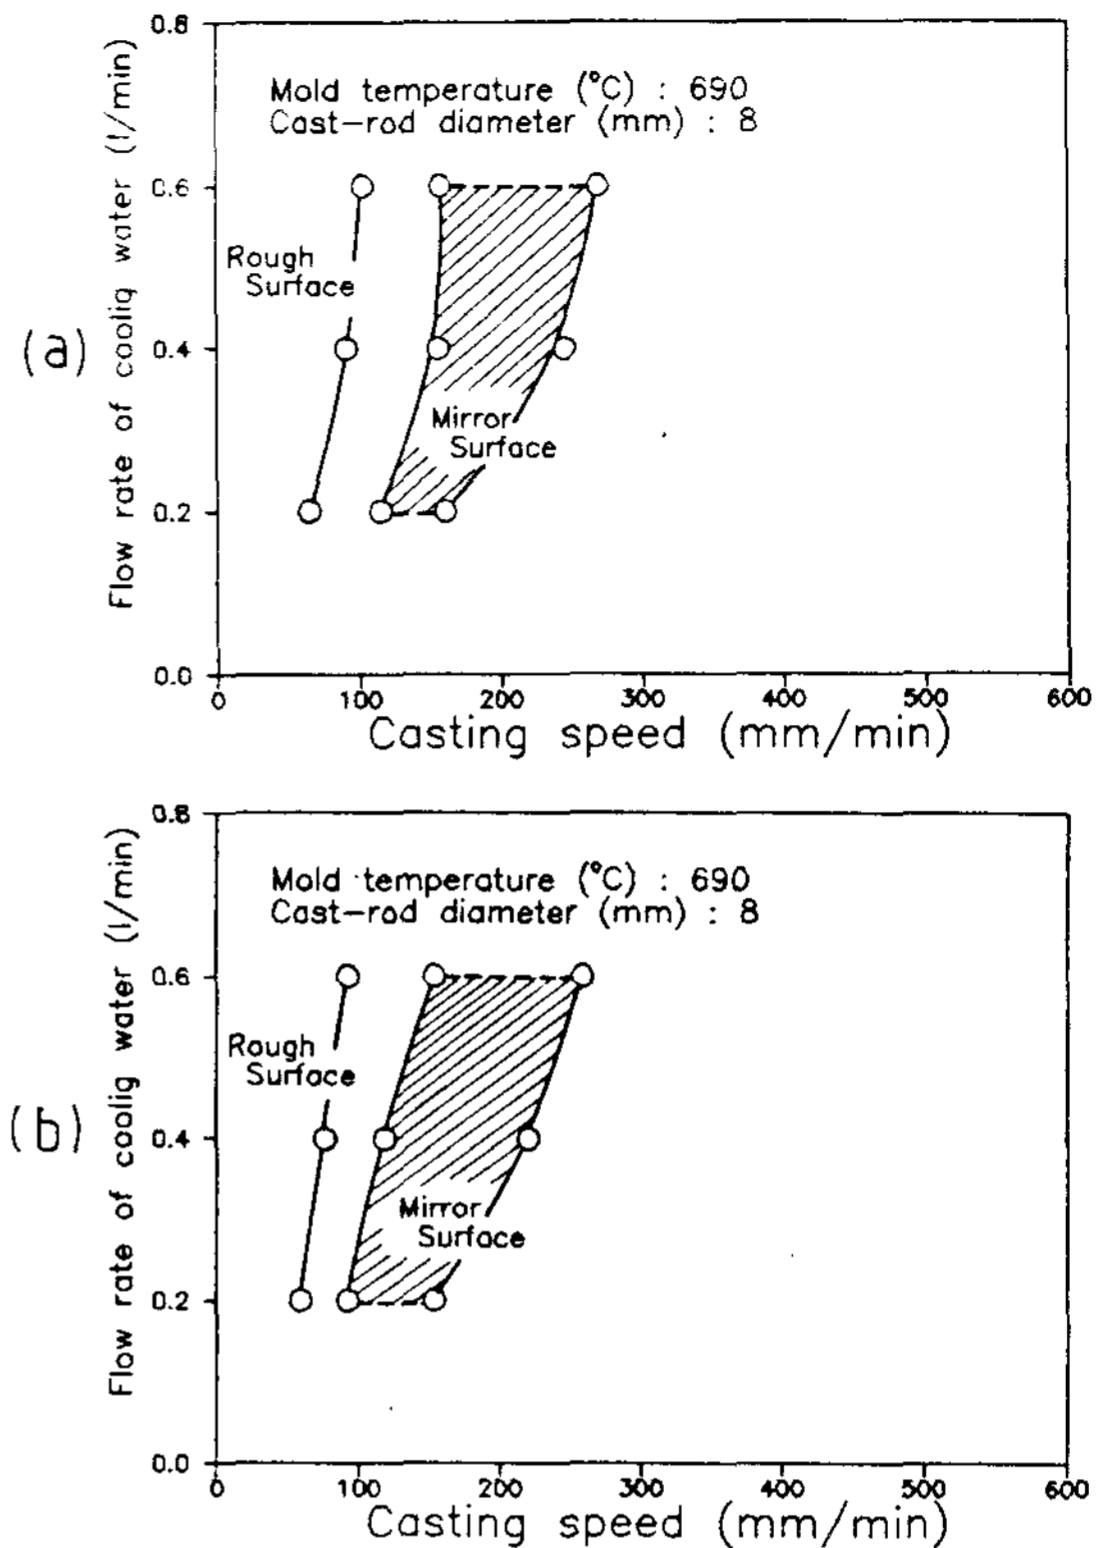 (a)
Flow rate of coolig water (l/min)
0.8
0.6
0.4
0.2
0.0
Mold temperature (°C) : 690
Cast-rod diameter (mm) : 8
Rough
Surface
Mirror
Surface
0 100 200 300 400 500 600
Casting speed (mm/min)
(b)
Flow rate of coolig water (l/min)
0.8
0.6
0.4
0.2
0.0
Mold temperature (°C) : 690
Cast-rod diameter (mm) : 8
Rough
Surface
Mirror
Surface
0 100 200 300 400 500 600
Casting speed (mm/min)